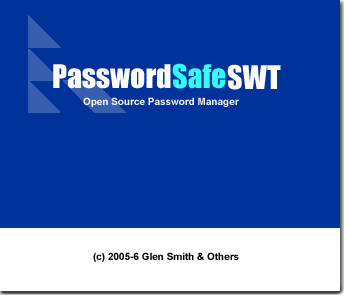 PasswordSafeSWT
Open Source Password Manager
(c) 2005-6 Glen Smith & Others